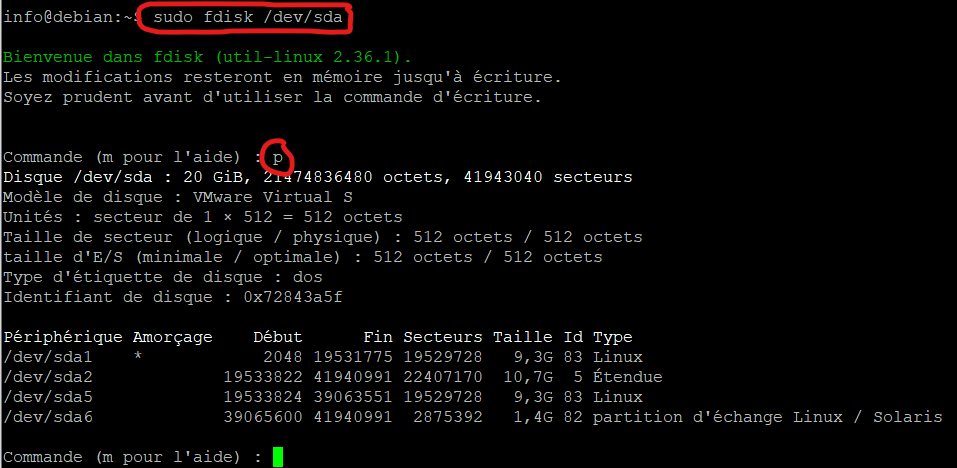 info@debian:~$ sudo fdisk /dev/sda
Bienvenue dans fdisk (util-linux 2.36.1).
Les modifications resteront en mémoire jusqu'à écriture.
Soyez prudent avant d'utiliser la commande d'écriture.
Commande (m pour l'aide) : p
Disque /dev/sda : 20 GiB, 21474836480 octets, 41943040 secteurs
Modèle de disque : VMware Virtual S
Unités : secteur de 1 × 512 = 512 octets
Taille de secteur (logique / physique) : 512 octets / 512 octets
taille d'E/S (minimale / optimale) : 512 octets / 512 octets
Type d'étiquette de disque : dos
Identifiant de disque : 0x72843a5f
Périphérique Amorçage Début Fin Secteurs Taille Id Type
/dev/sda1 * 2048 19531775 19529728 9,3G 83 Linux
/dev/sda2 19533822 41940991 22407170 10,7G 5 Étendue
/dev/sda5 19533824 39063551 19529728 9,3G 83 Linux
/dev/sda6 39065600 41940991 2875392 1,4G 82 partition d'échange Linux / Solaris
Commande (m pour l'aide) :